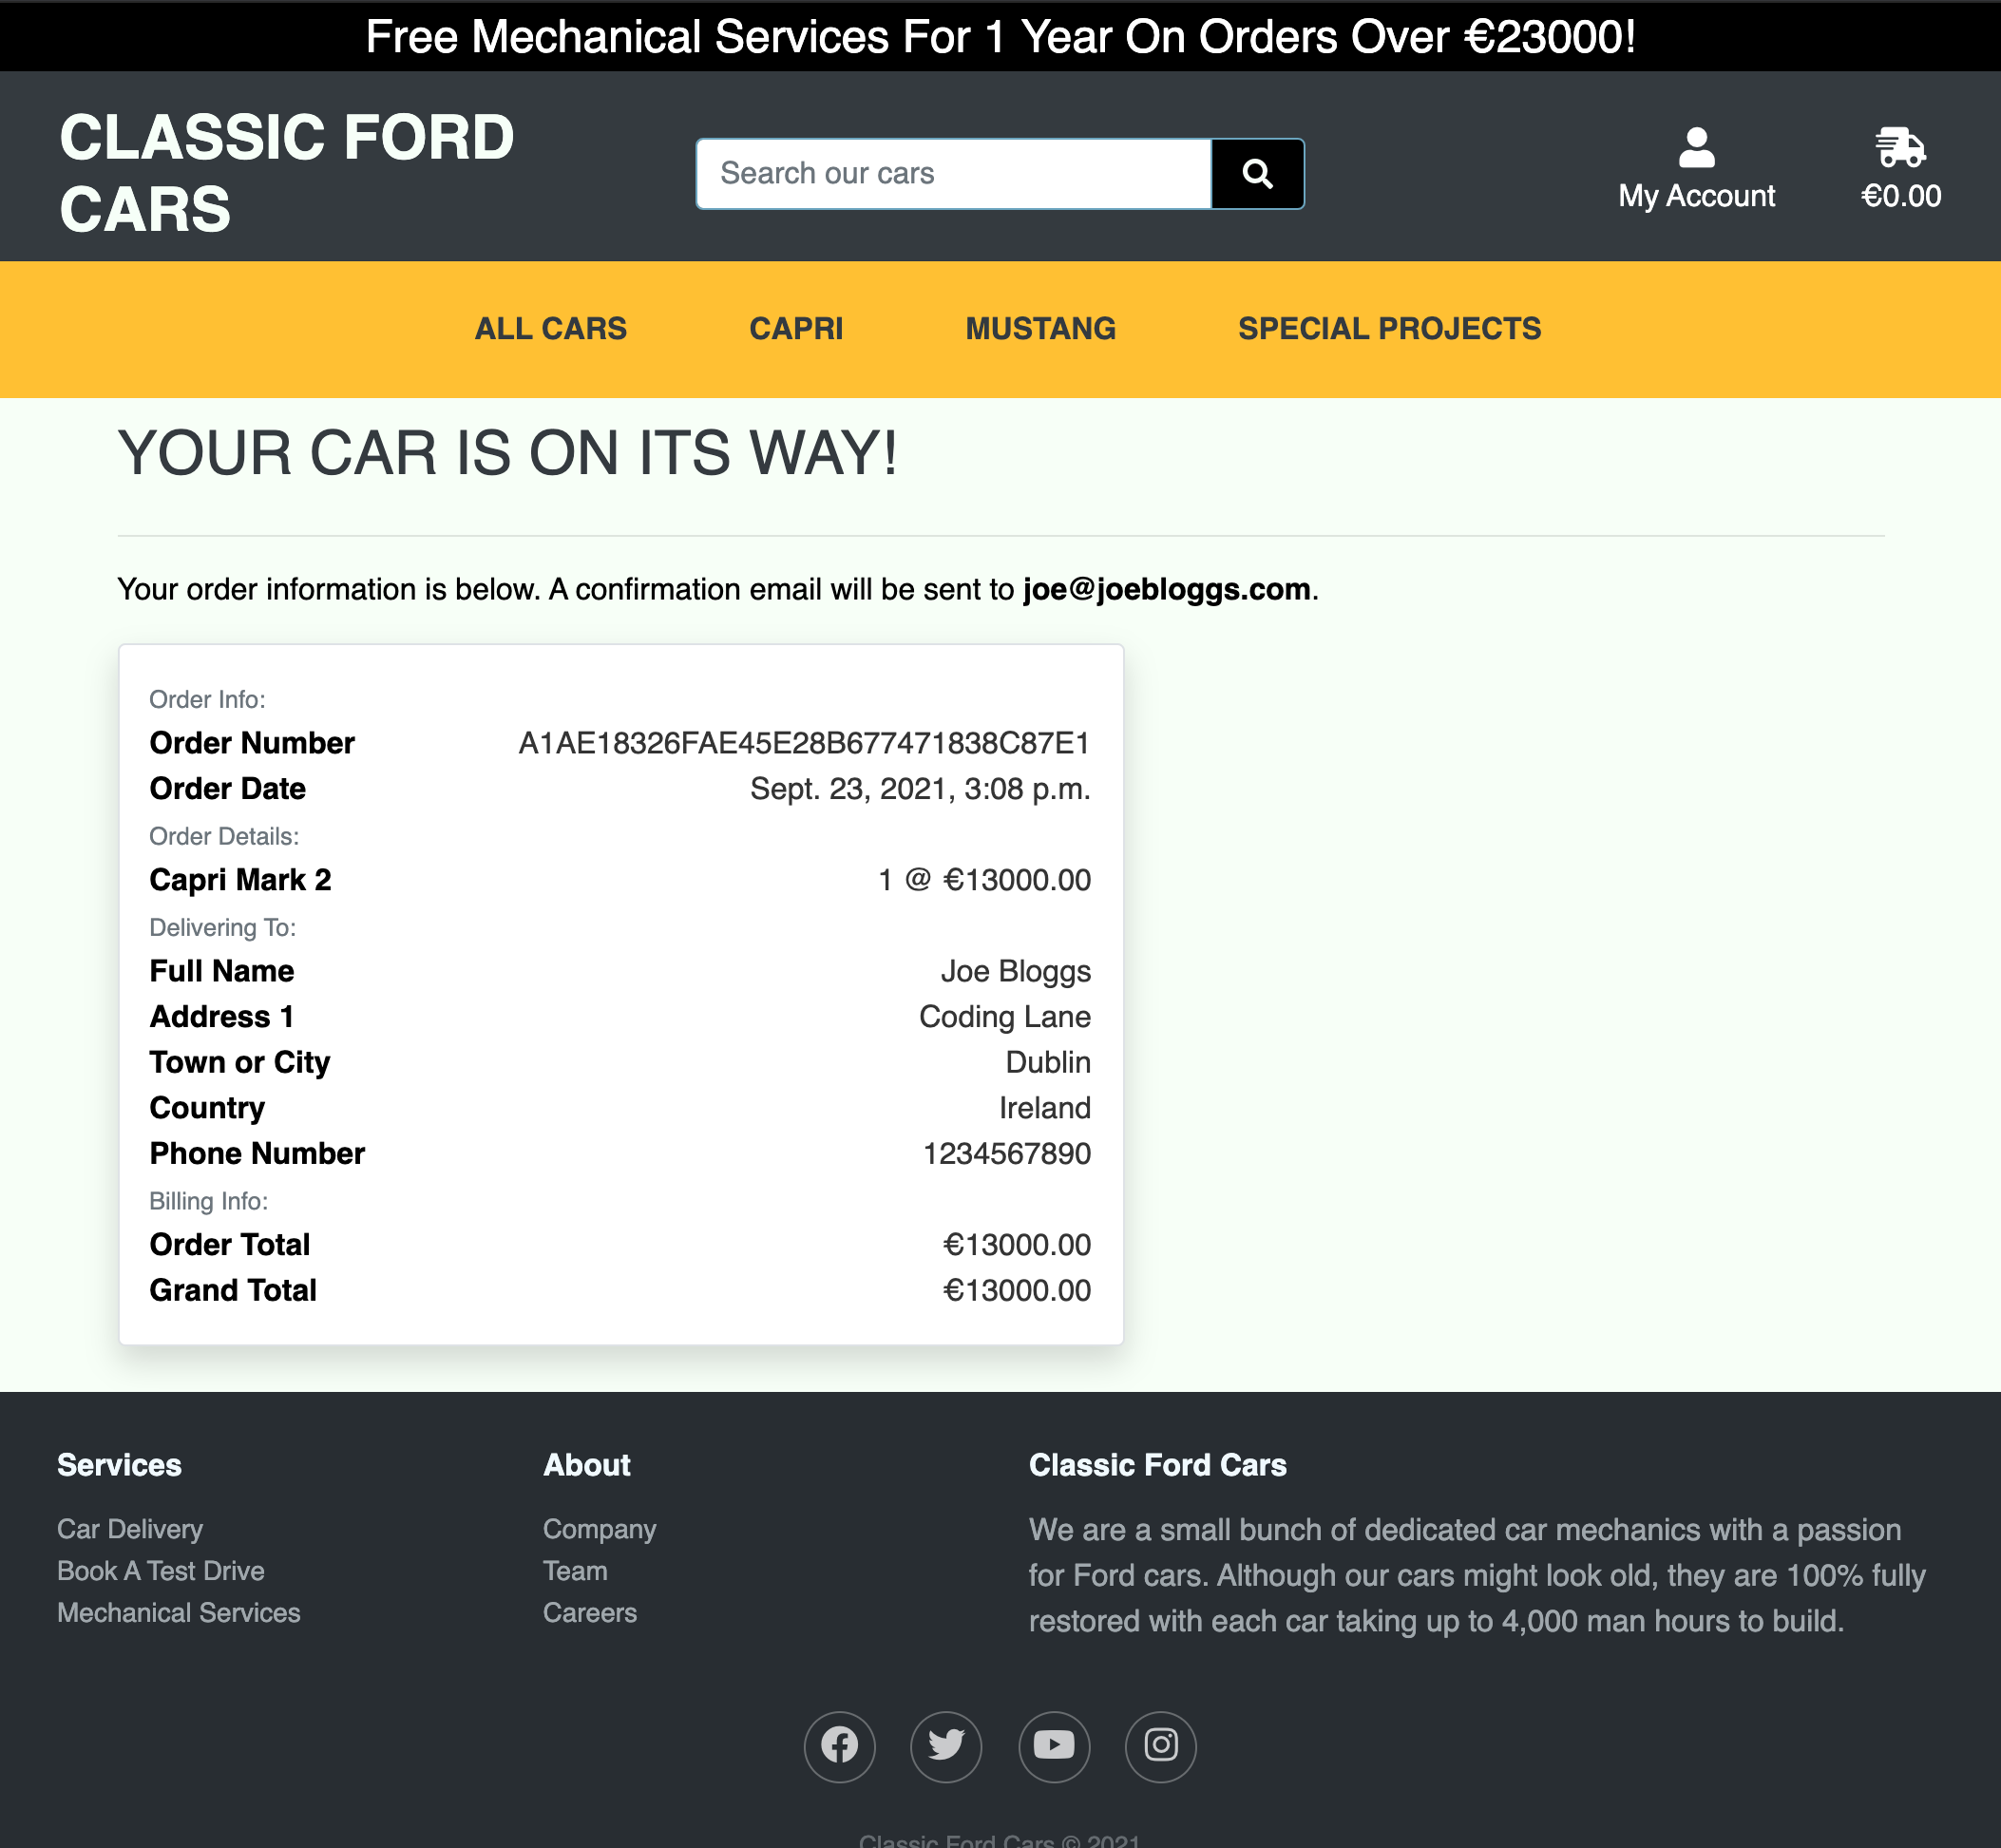 Free Mechanical Services For 1 Year On Orders Over €23000!
CLASSIC FORD
CARS
Search our cars
My Account
€0.00
ALL CARS CAPRI MUSTANG SPECIAL PROJECTS
YOUR CAR IS ON ITS WAY!
Your order information is below. A confirmation email will be sent to joe@joebloggs.com.
Order Info:
Order Number A1AE18326FAE45E28B677471838C87E1
Order Date Sept. 23, 2021, 3:08 p.m.
Order Details:
Capri Mark 2 1 @ €13000.00
Delivering To:
Full Name Joe Bloggs
Address 1 Coding Lane
Town or City Dublin
Country Ireland
Phone Number 1234567890
Billing Info:
Order Total €13000.00
Grand Total €13000.00
Services
Car Delivery
Book A Test Drive
Mechanical Services
About
Company
Team
Careers
Classic Ford Cars
We are a small bunch of dedicated car mechanics with a passion
for Ford cars. Although our cars might look old, they are 100% fully
restored with each car taking up to 4,000 man hours to build.
Classic Ford Cars © 2021